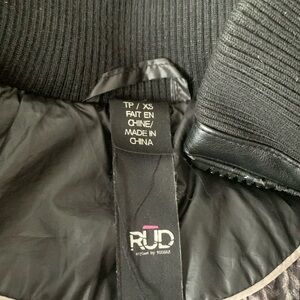 TP / XS
FAIT EN
CHINE/
MADE IN
CHINA
RUD